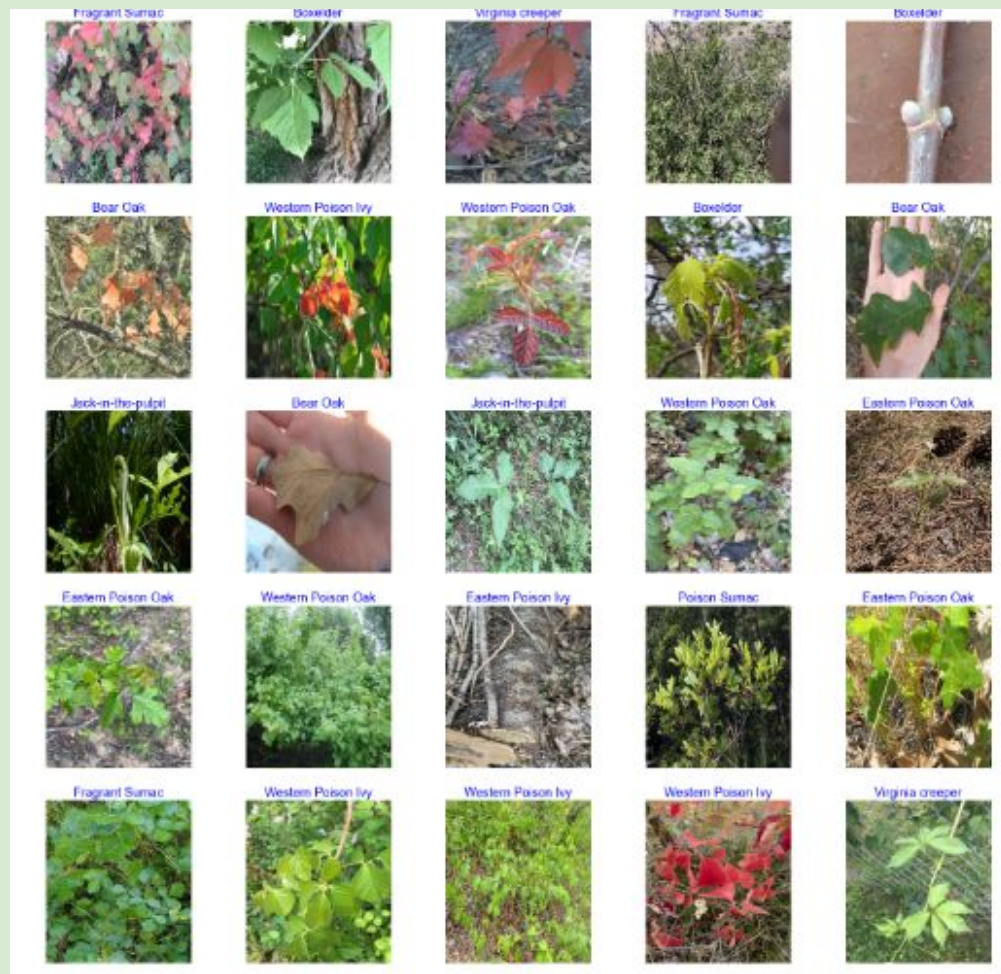 Fragrant Sumac Boxelder Virginia creeper Fragrant Sumac Boxelder
Bear Oak Western Poison Ivy Western Poison Oak Boxelder Bear Oak
Jack-in-the-pulpit Bear Oak Jack-in-the-pulpit Western Poison Oak Eastern Poison Oak
Eastern Poison Oak Western Poison Oak Eastern Poison Ivy Poison Sumac Eastern Poison Oak
Fragrant Sumac Western Poison Ivy Western Poison Ivy Western Poison Ivy Virginia creeper